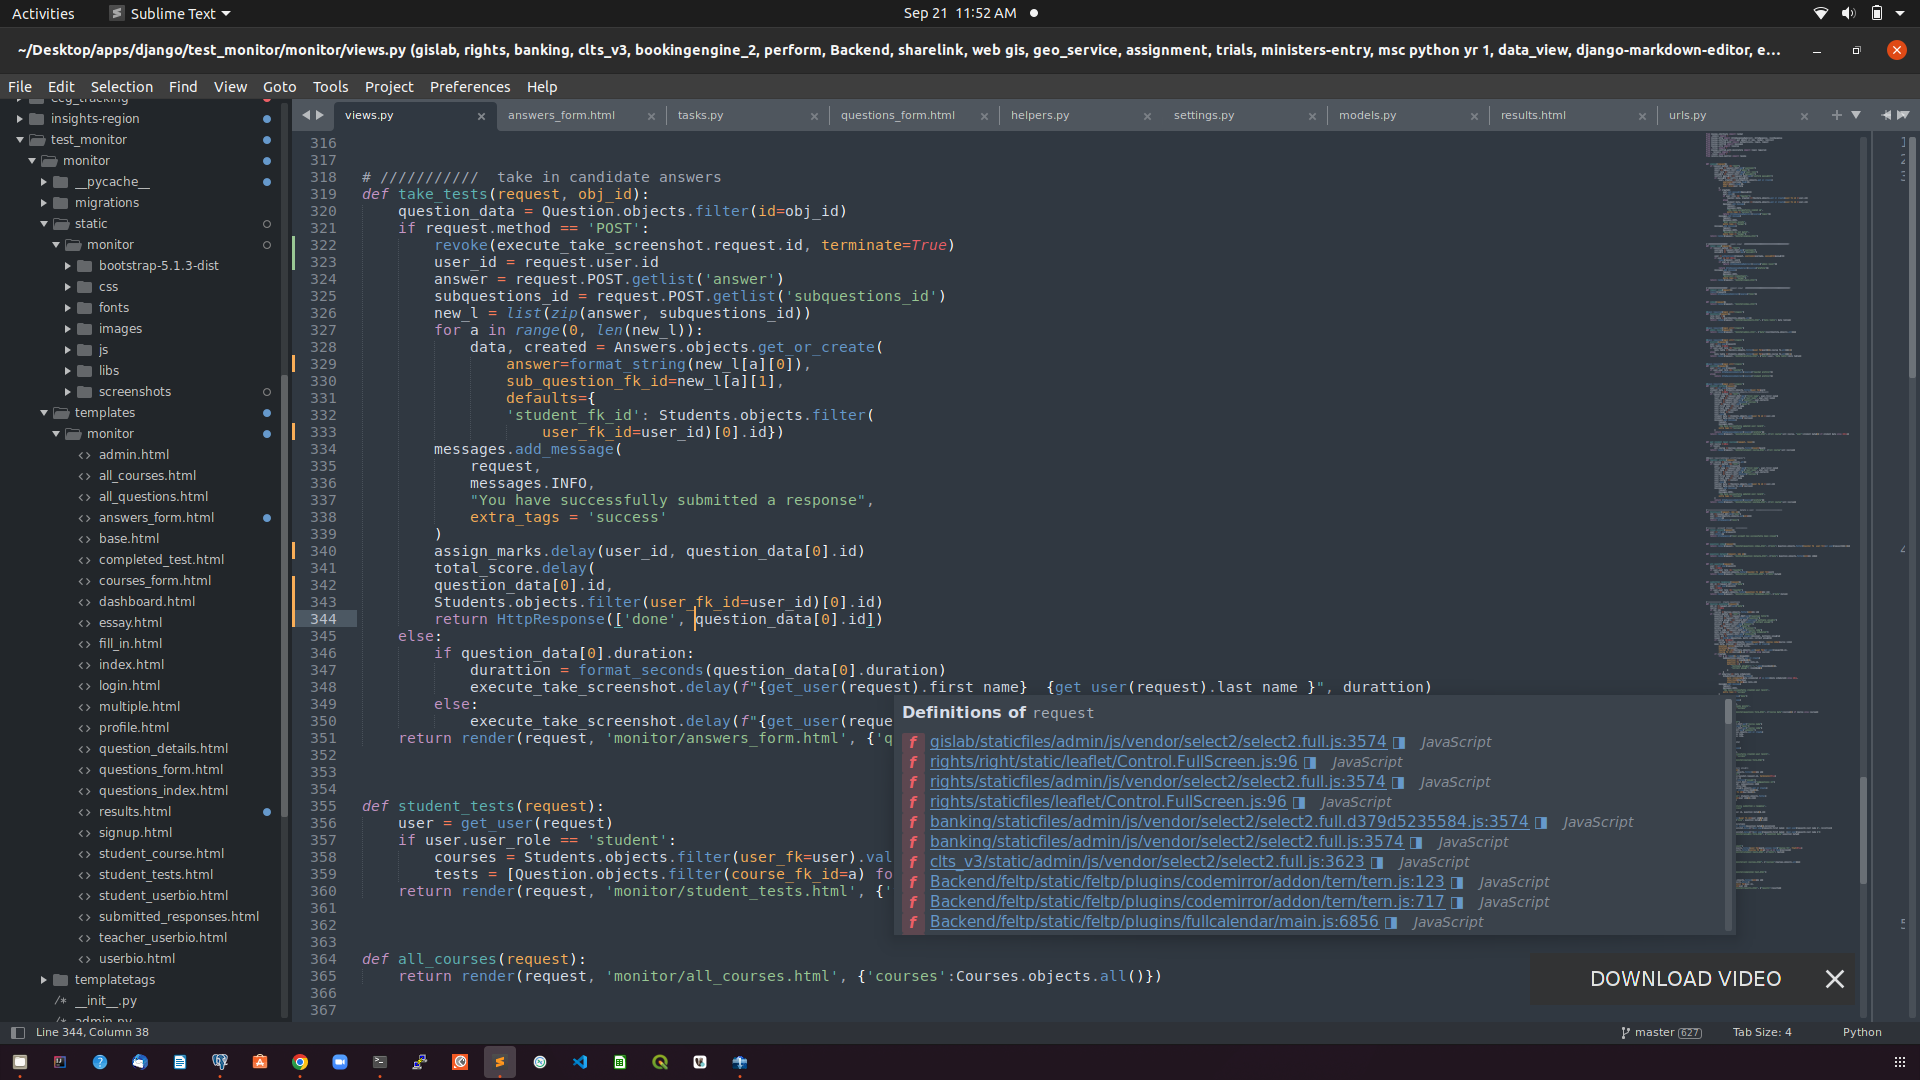 Activities
Sublime Text
Sep 21 11:52 AM
~/Desktop/apps/django/test_monitor/monitor/views.py (gislab, rights, banking, clts_v3, bookingengine_2, perform, Backend, sharelink, web gis, geo_service, assignment, trials, ministers-entry, msc python yr 1, data_view, django-markdown-editor, e...
File Edit Selection Find View Goto Tools Project Preferences Help
insights-region
test_monitor
monitor
__pycache__
migrations
static
monitor
bootstrap-5.1.3-dist
css
fonts
images
js
libs
screenshots
templates
monitor
<> admin.html
<> all_courses.html
<> all_questions.html
<> answers_form.html
<> base.html
<> completed_test.html
<> courses_form.html
<> dashboard.html
<> essay.html
<> fill_in.html
<> index.html
<> login.html
<> multiple.html
<> profile.html
<> question_details.html
<> questions_form.html
<> questions_index.html
<> results.html
<> signup.html
<> student_course.html
<> student_tests.html
<> student_userbio.html
<> submitted_responses.html
<> teacher_userbio.html
<> userbio.html
templatetags
/* __init__.py
views.py answers_form.html tasks.py questions_form.html helpers.py settings.py models.py results.html urls.py
316
317
318 # /////////// take in candidate answers
319 def take_tests(request, obj_id):
320 question_data = Question.objects.filter(id=obj_id)
321 if request.method == 'POST':
322 revoke(execute_take_screenshot.request.id, terminate=True)
323 user_id = request.user.id
324 answer = request.POST.getlist('answer')
325 subquestions_id = request.POST.getlist('subquestions_id')
326 new_l = list(zip(answer, subquestions_id))
327 for a in range(0, len(new_l)):
328 data, created = Answers.objects.get_or_create(
329 answer=format_string(new_l[a][0]),
330 sub_question_fk_id=new_l[a][1],
331 defaults={
332 'student_fk_id': Students.objects.filter(
333 user_fk_id=user_id)[0].id})
334 messages.add_message(
335 request,
336 messages.INFO,
337 "You have successfully submitted a response",
338 extra_tags = 'success'
339 )
340 assign_marks.delay(user_id, question_data[0].id)
341 total_score.delay(
342 question_data[0].id,
343 Students.objects.filter(user_fk_id=user_id)[0].id)
344 return HttpResponse(['done', question_data[0].id])
345 else:
346 if question_data[0].duration:
347 durattion = format_seconds(question_data[0].duration)
348 execute_take_screenshot.delay(f"{get_user(request).first_name} {get_user(request).last_name }", durattion)
349 else:
350 execute_take_screenshot.delay(f"{get_user(reque
351 return render(request, 'monitor/answers_form.html', {'q
352
353
354
355 def student_tests(request):
356 user = get_user(request)
357 if user.user_role == 'student':
358 courses = Students.objects.filter(user_fk=user).val
359 tests = [Question.objects.filter(course_fk_id=a) fo
360 return render(request, 'monitor/student_tests.html', {'
361
362
363
364 def all_courses(request):
365 return render(request, 'monitor/all_courses.html', {'courses':Courses.objects.all()})
366
367
Definitions of request
f gislab/staticfiles/admin/js/vendor/select2/select2.full.js:3574 JavaScript
f rights/right/static/leaflet/Control.FullScreen.js:96 JavaScript
f rights/staticfiles/admin/js/vendor/select2/select2.full.js:3574 JavaScript
f rights/staticfiles/leaflet/Control.FullScreen.js:96 JavaScript
f banking/staticfiles/admin/js/vendor/select2/select2.full.d379d5235584.js:3574 JavaScript
f banking/staticfiles/admin/js/vendor/select2/select2.full.js:3574 JavaScript
f clts_v3/static/admin/js/vendor/select2/select2.full.js:3623 JavaScript
f Backend/feltp/static/feltp/plugins/codemirror/addon/tern/tern.js:123 JavaScript
f Backend/feltp/static/feltp/plugins/codemirror/addon/tern/tern.js:717 JavaScript
f Backend/feltp/static/feltp/plugins/fullcalendar/main.js:6856 JavaScript
DOWNLOAD VIDEO
Line 344, Column 38
master 627
Tab Size: 4
Python